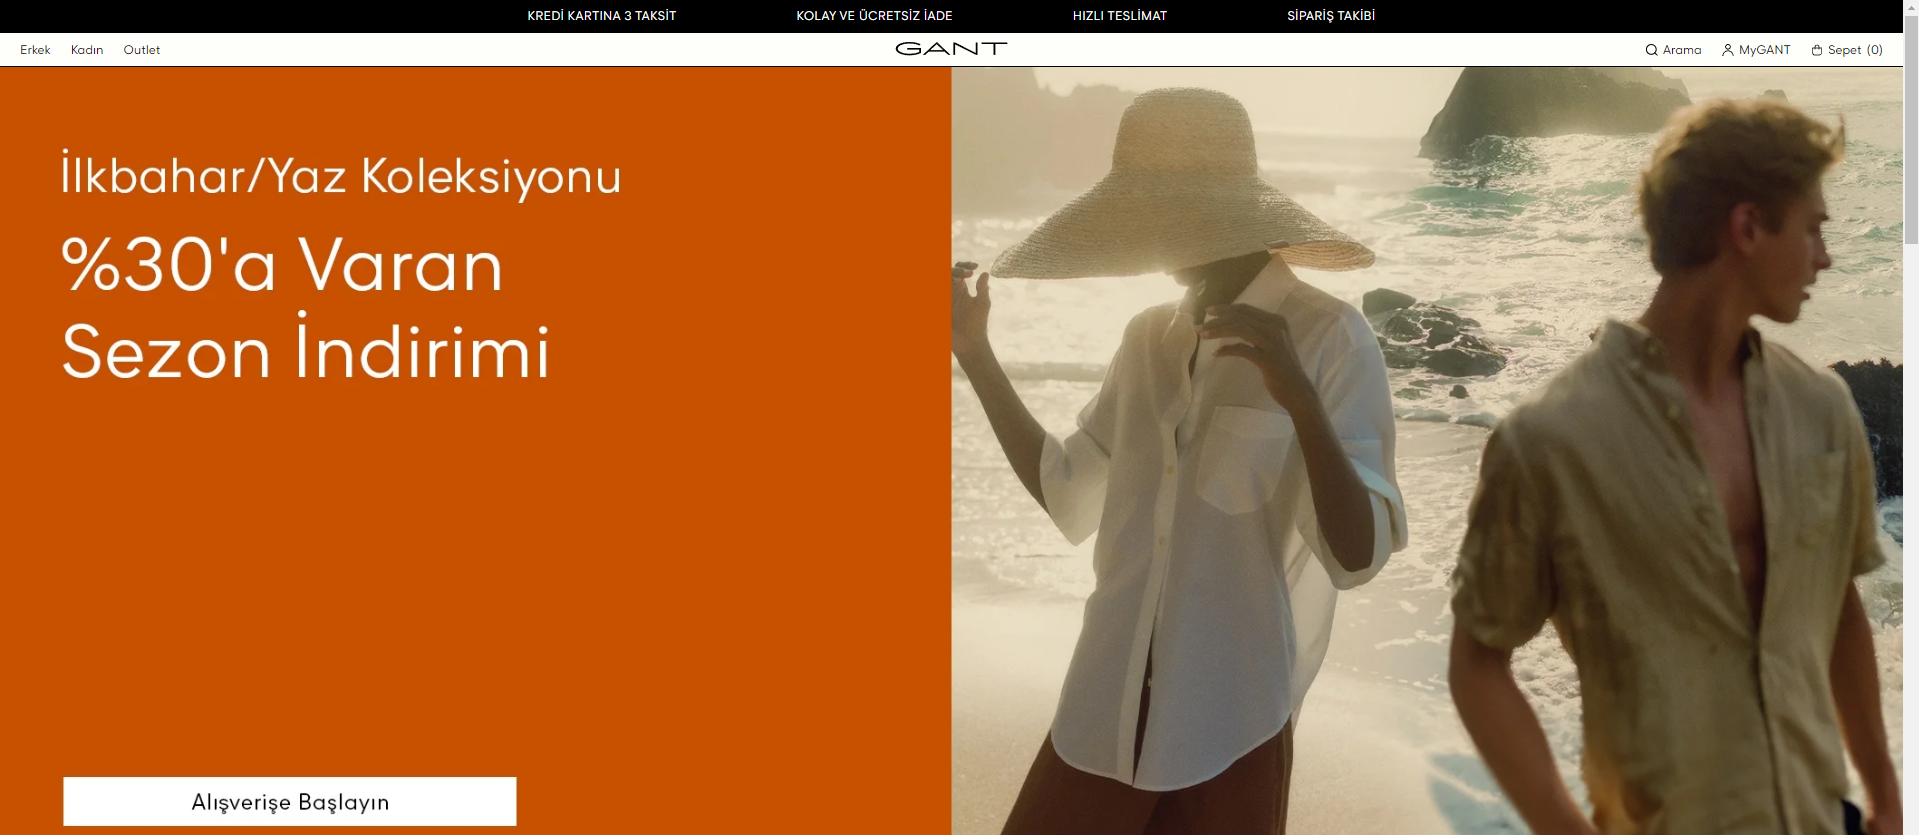 KREDİ KARTINA 3 TAKSİT KOLAY VE ÜCRETSİZ İADE HIZLI TESLİMAT SİPARİŞ TAKİBİ
Erkek Kadın Outlet GANT Arama MyGANT Sepet (0)
İlkbahar/Yaz Koleksiyonu
%30'a Varan
Sezon İndirimi
Alışverişe Başlayın